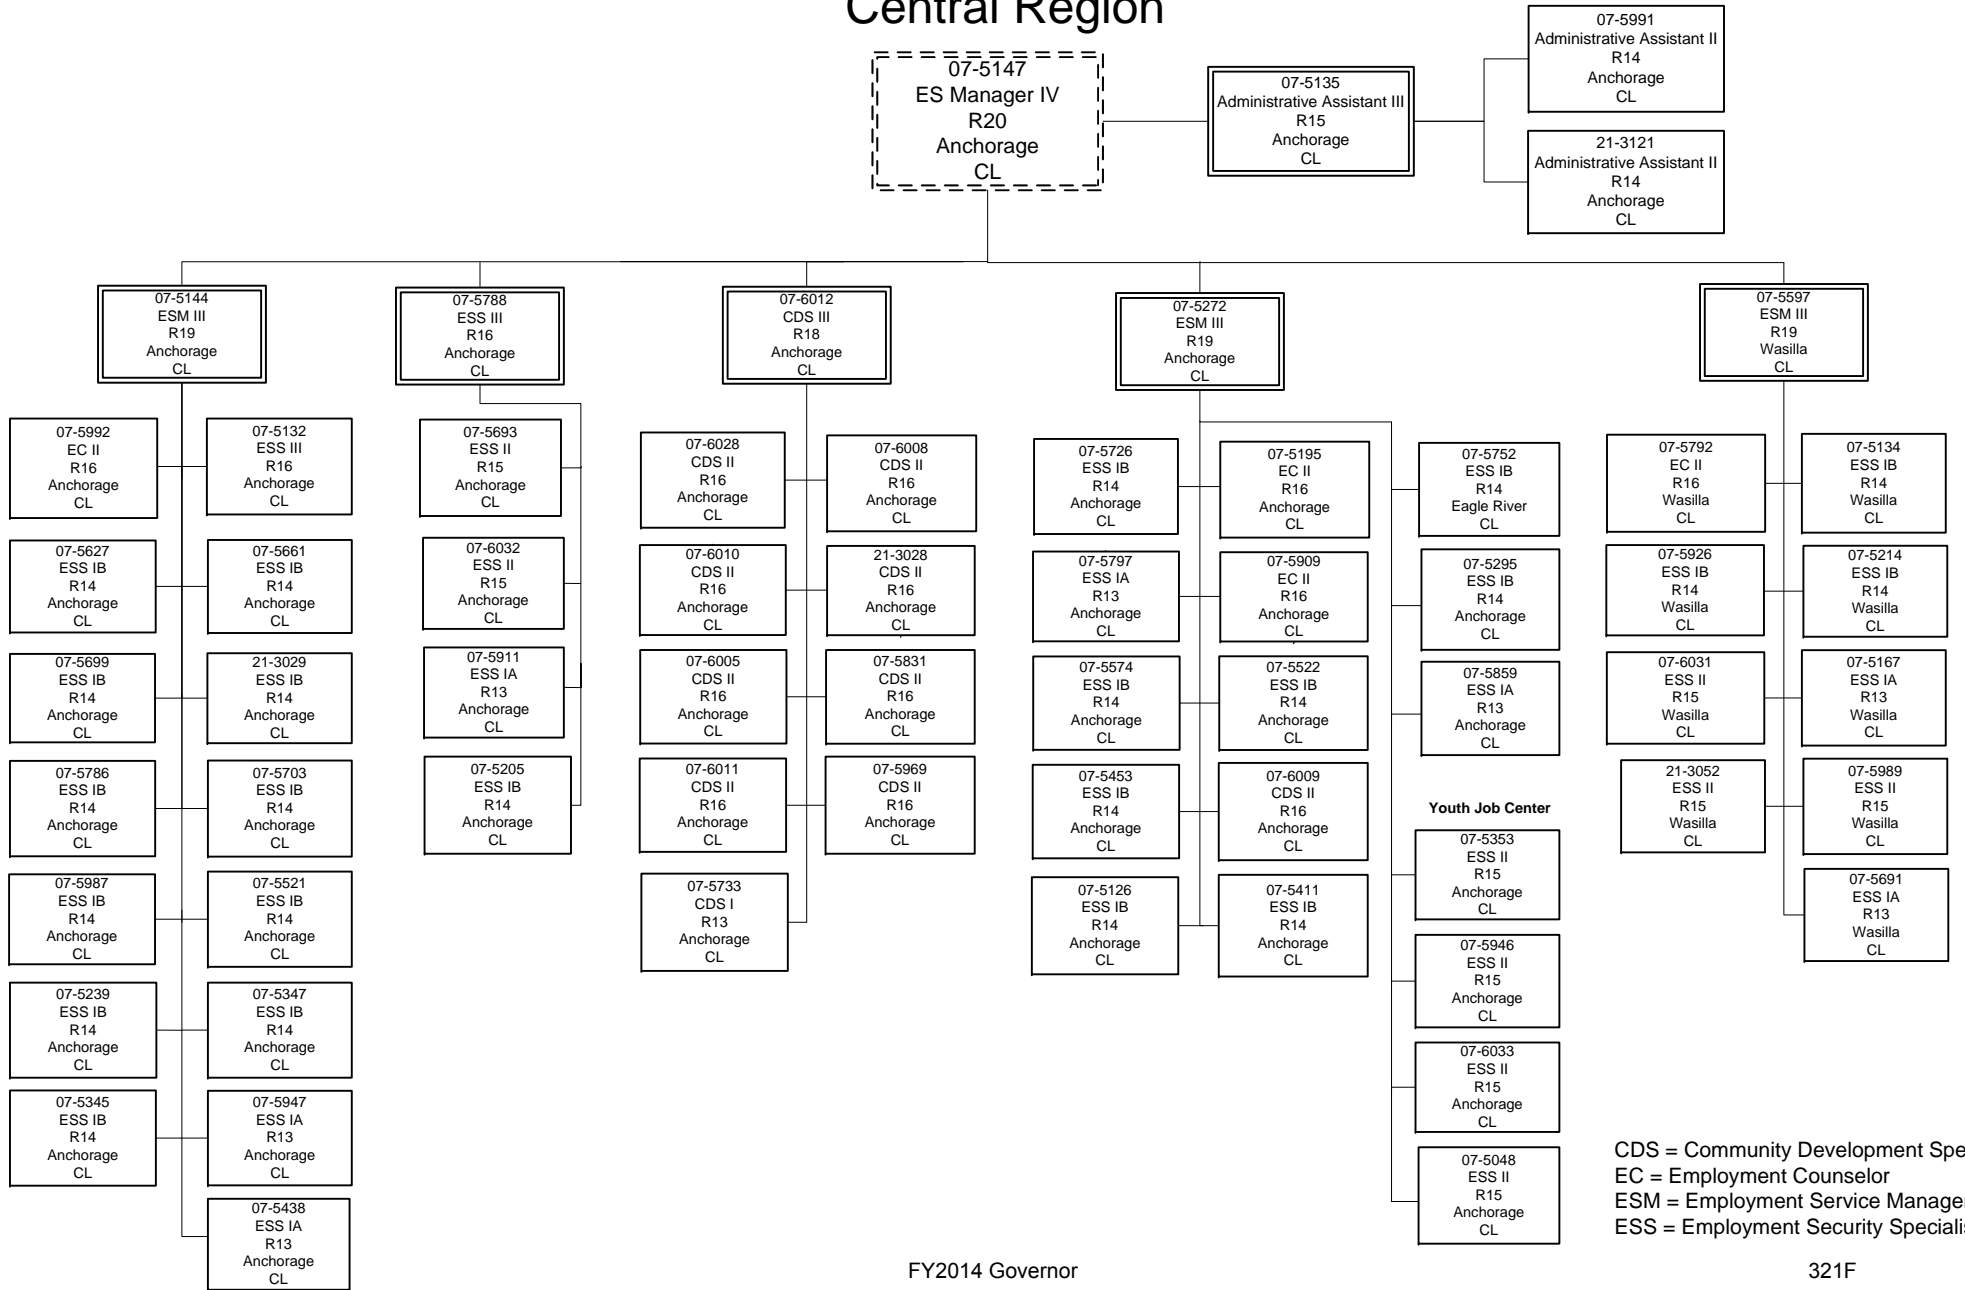 Central Region
07-5147
ES Manager IV
R20
Anchorage
CL
07-5135
Administrative Assistant III
R15
Anchorage
CL
07-5991
Administrative Assistant II
R14
Anchorage
CL
21-3121
Administrative Assistant II
R14
Anchorage
CL
07-5144
ESM III
R19
Anchorage
CL
07-5788
ESS III
R16
Anchorage
CL
07-6012
CDS III
R18
Anchorage
CL
07-5272
ESM III
R19
Anchorage
CL
07-5597
ESM III
R19
Wasilla
CL
07-5992
EC II
R16
Anchorage
CL
07-5132
ESS III
R16
Anchorage
CL
07-5627
ESS IB
R14
Anchorage
CL
07-5661
ESS IB
R14
Anchorage
CL
07-5699
ESS IB
R14
Anchorage
CL
21-3029
ESS IB
R14
Anchorage
CL
07-5786
ESS IB
R14
Anchorage
CL
07-5703
ESS IB
R14
Anchorage
CL
07-5987
ESS IB
R14
Anchorage
CL
07-5521
ESS IB
R14
Anchorage
CL
07-5239
ESS IB
R14
Anchorage
CL
07-5347
ESS IB
R14
Anchorage
CL
07-5345
ESS IB
R14
Anchorage
CL
07-5947
ESS IA
R13
Anchorage
CL
07-5438
ESS IA
R13
Anchorage
CL
07-5693
ESS II
R15
Anchorage
CL
07-6032
ESS II
R15
Anchorage
CL
07-5911
ESS IA
R13
Anchorage
CL
07-5205
ESS IB
R14
Anchorage
CL
07-6028
CDS II
R16
Anchorage
CL
07-6008
CDS II
R16
Anchorage
CL
07-6010
CDS II
R16
Anchorage
CL
21-3028
CDS II
R16
Anchorage
CL
07-6005
CDS II
R16
Anchorage
CL
07-5831
CDS II
R16
Anchorage
CL
07-6011
CDS II
R16
Anchorage
CL
07-5969
CDS II
R16
Anchorage
CL
07-5733
CDS I
R13
Anchorage
CL
07-5726
ESS IB
R14
Anchorage
CL
07-5195
EC II
R16
Anchorage
CL
07-5797
ESS IA
R13
Anchorage
CL
07-5909
EC II
R16
Anchorage
CL
07-5574
ESS IB
R14
Anchorage
CL
07-5522
ESS IB
R14
Anchorage
CL
07-5453
ESS IB
R14
Anchorage
CL
07-6009
CDS II
R16
Anchorage
CL
07-5126
ESS IB
R14
Anchorage
CL
07-5411
ESS IB
R14
Anchorage
CL
07-5752
ESS IB
R14
Eagle River
CL
07-5295
ESS IB
R14
Anchorage
CL
07-5859
ESS IA
R13
Anchorage
CL
Youth Job Center
07-5353
ESS II
R15
Anchorage
CL
07-5946
ESS II
R15
Anchorage
CL
07-6033
ESS II
R15
Anchorage
CL
07-5048
ESS II
R15
Anchorage
CL
07-5792
EC II
R16
Wasilla
CL
07-5134
ESS IB
R14
Wasilla
CL
07-5926
ESS IB
R14
Wasilla
CL
07-5214
ESS IB
R14
Wasilla
CL
07-6031
ESS II
R15
Wasilla
CL
07-5167
ESS IA
R13
Wasilla
CL
21-3052
ESS II
R15
Wasilla
CL
07-5989
ESS II
R15
Wasilla
CL
07-5691
ESS IA
R13
Wasilla
CL
CDS = Community Development Spe
EC = Employment Counselor
ESM = Employment Service Manager
ESS = Employment Security Specialis
FY2014 Governor
321F